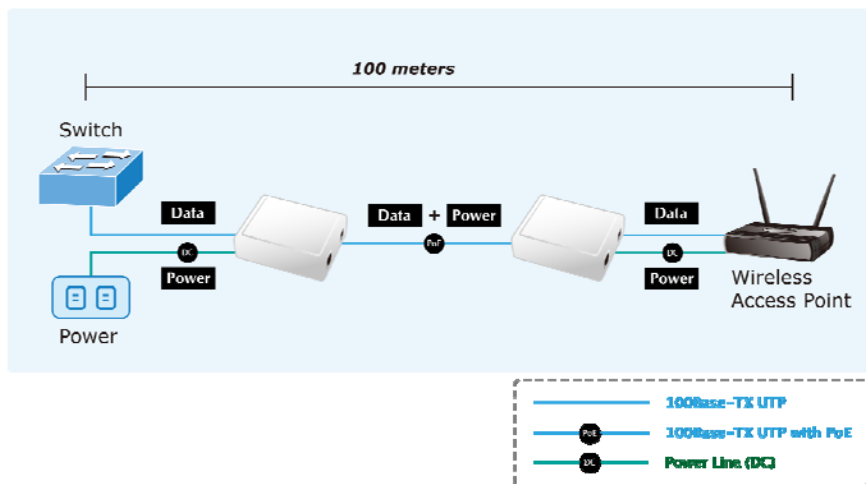 100 meters
Switch
Data
Data + Power
Data
DC
PoE
DC
Power
Power
Wireless
Access Point
Power
100Base-TX UTP
PoE
100Base-TX UTP with PoE
DC
Power Line (DC)